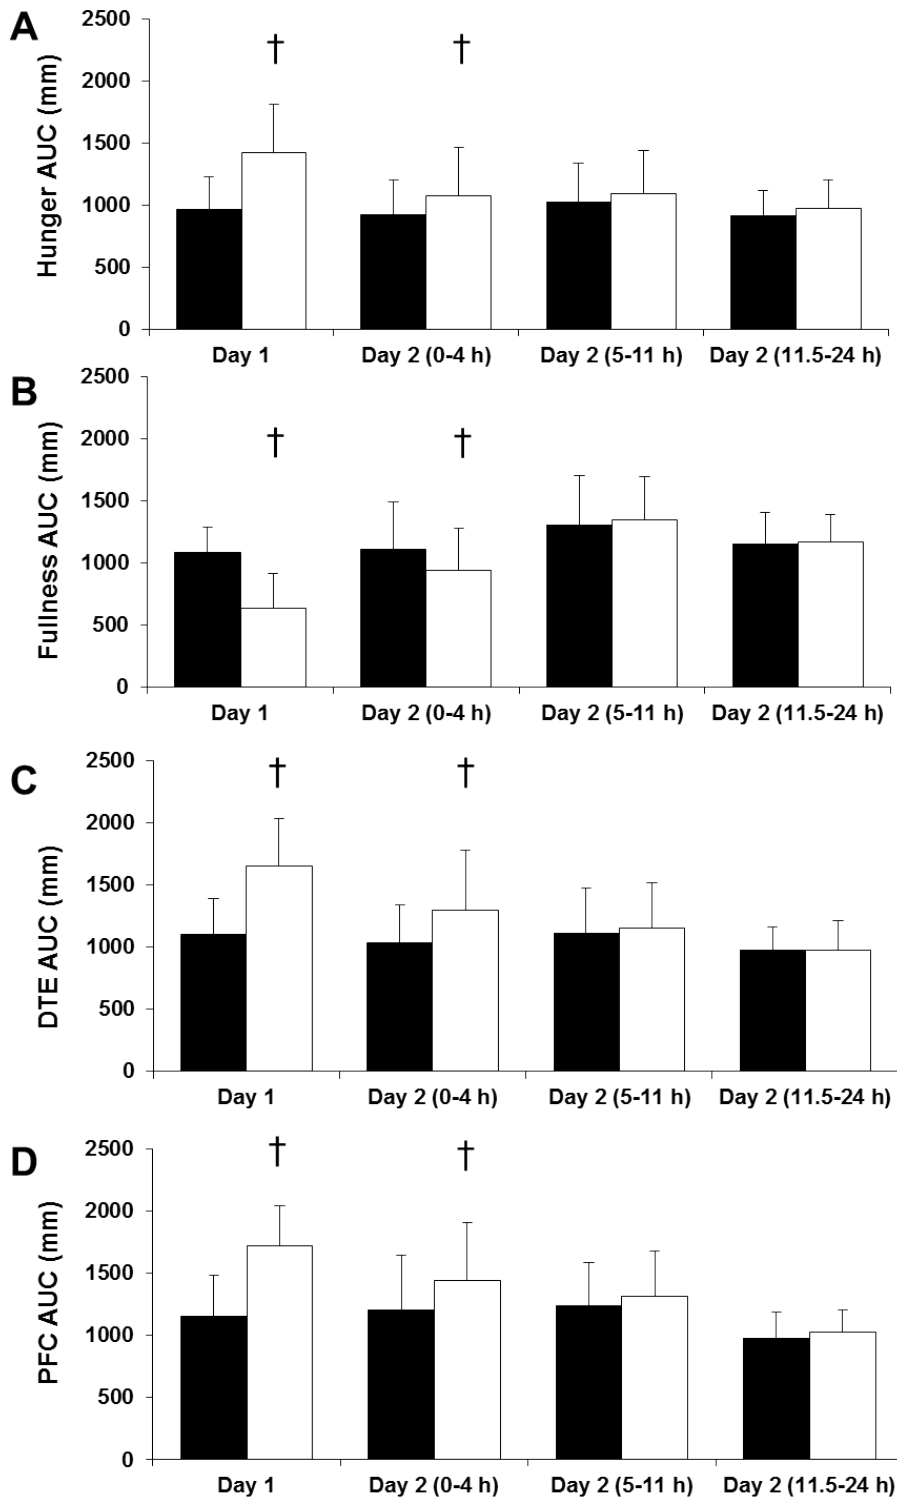 A
Hunger AUC (mm)
2500
2000
1500
1000
500
0
† †
Day 1 Day 2 (0-4 h) Day 2 (5-11 h) Day 2 (11.5-24 h)
B
Fullness AUC (mm)
2500
2000
1500
1000
500
0
† †
Day 1 Day 2 (0-4 h) Day 2 (5-11 h) Day 2 (11.5-24 h)
C
DTE AUC (mm)
2500
2000
1500
1000
500
0
† †
Day 1 Day 2 (0-4 h) Day 2 (5-11 h) Day 2 (11.5-24 h)
D
PFC AUC (mm)
2500
2000
1500
1000
500
0
† †
Day 1 Day 2 (0-4 h) Day 2 (5-11 h) Day 2 (11.5-24 h)